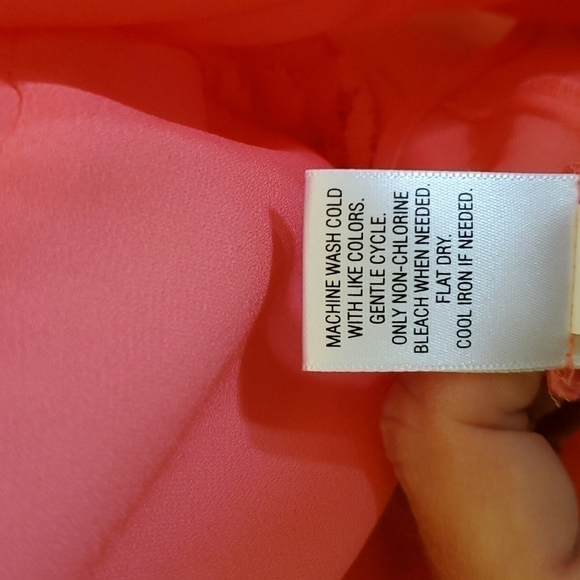 MACHINE WASH COLD
WITH LIKE COLORS.
GENTLE CYCLE.
ONLY NON-CHLORINE
BLEACH WHEN NEEDED.
FLAT DRY.
COOL IRON IF NEEDED.